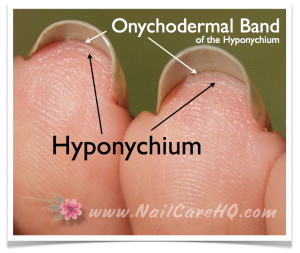 Onychodermal Band
of the Hyponychium
Hyponychium
www.NailCareHQ.com